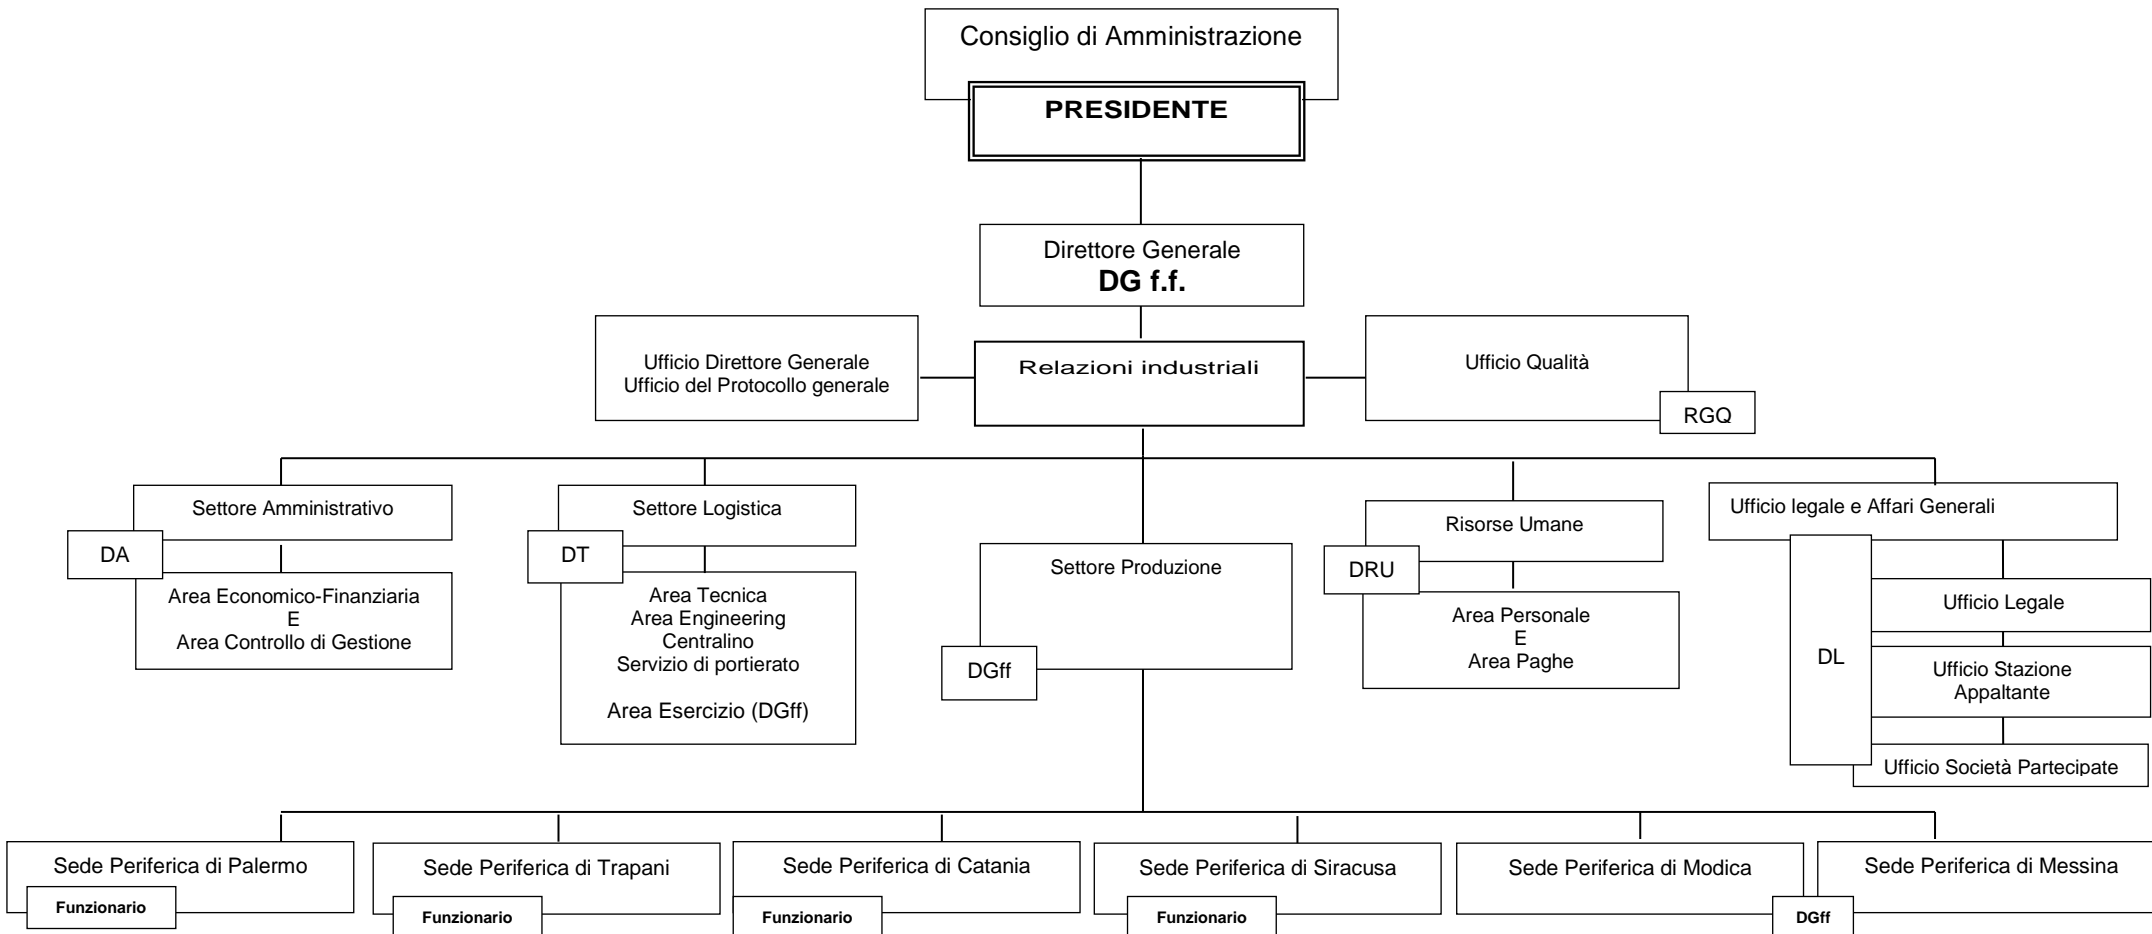 Consiglio di Amministrazione
PRESIDENTE
Direttore Generale
DG f.f.
Ufficio Direttore Generale
Ufficio del Protocollo generale
Relazioni industriali
Ufficio Qualità
RGQ
Settore Amministrativo
DA
Area Economico-Finanziaria
E
Area Controllo di Gestione
Settore Logistica
DT
Area Tecnica
Area Engineering
Centralino
Servizio di portierato
Area Esercizio (DGff)
Settore Produzione
DGff
Risorse Umane
DRU
Area Personale
E
Area Paghe
Ufficio legale e Affari Generali
DL
Ufficio Legale
Ufficio Stazione
Appaltante
Ufficio Società Partecipate
Sede Periferica di Palermo
Funzionario
Sede Periferica di Trapani
Funzionario
Sede Periferica di Catania
Funzionario
Sede Periferica di Siracusa
Funzionario
Sede Periferica di Modica
Sede Periferica di Messina
DGff